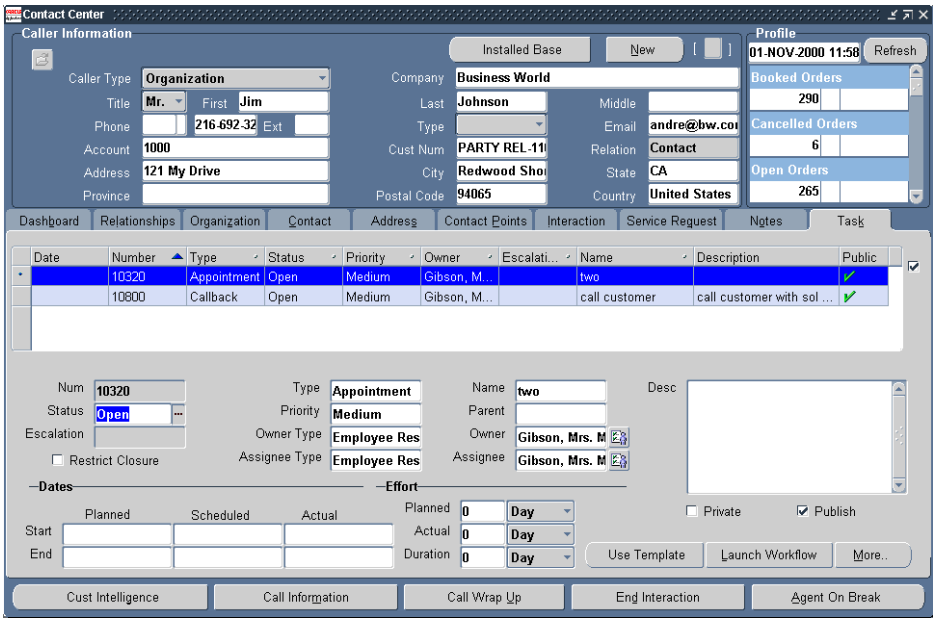 Contact Center
Caller Information
Profile
Installed Base New [ ] 01-NOV-2000 11:58 Refresh
Caller Type Organization Company Business World Booked Orders
Title Mr. First Jim Last Johnson Middle 290
Phone 216-692-32 Ext Type Email andre@bw.com Cancelled Orders
Account 1000 Cust Num PARTY REL-110 Relation Contact 6
Address 121 My Drive City Redwood Shor State CA Open Orders
Province Postal Code 94065 Country United States 265
Dashboard Relationships Organization Contact Address Contact Points Interaction Service Request Notes Task
Date Number Type Status Priority Owner Escalati... Name Description Public
10320 Appointment Open Medium Gibson, M... two
10800 Callback Open Medium Gibson, M... call customer call customer with sol ...
Num 10320 Type Appointment Name two Desc
Status Open ... Priority Medium Parent
Escalation Owner Type Employee Res Owner Gibson, Mrs. M
Restrict Closure Assignee Type Employee Res Assignee Gibson, Mrs. M
Dates Effort
Planned Scheduled Actual Planned 0 Day Private Publish
Start Actual 0 Day
End Duration 0 Day Use Template Launch Workflow More..
Cust Intelligence Call Information Call Wrap Up End Interaction Agent On Break